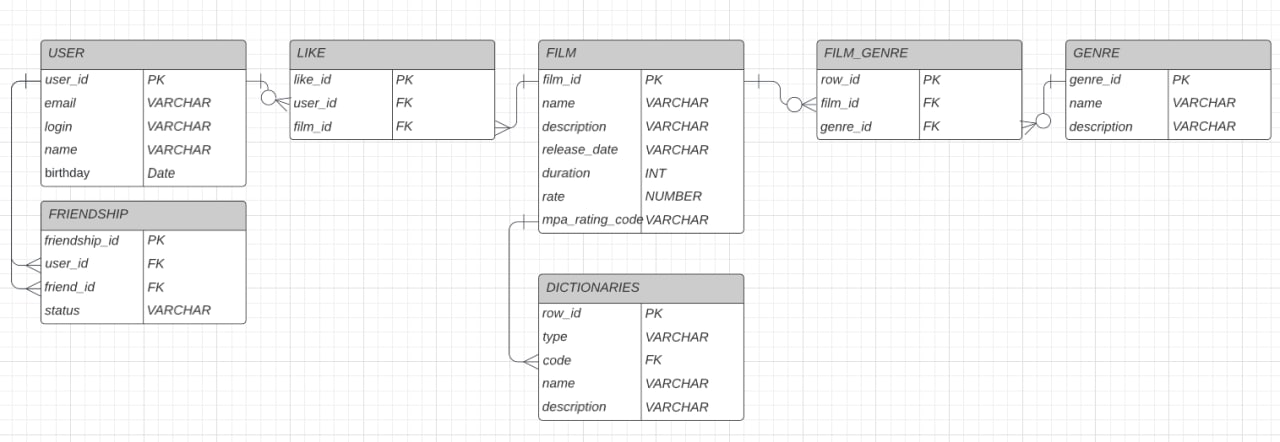 USER
user_id PK
email VARCHAR
login VARCHAR
name VARCHAR
birthday Date
FRIENDSHIP
friendship_id PK
user_id FK
friend_id FK
status VARCHAR
LIKE
like_id PK
user_id FK
film_id FK
FILM
film_id PK
name VARCHAR
description VARCHAR
release_date VARCHAR
duration INT
rate NUMBER
mpa_rating_code VARCHAR
DICTIONARIES
row_id PK
type VARCHAR
code FK
name VARCHAR
description VARCHAR
FILM_GENRE
row_id PK
film_id FK
genre_id FK
GENRE
genre_id PK
name VARCHAR
description VARCHAR